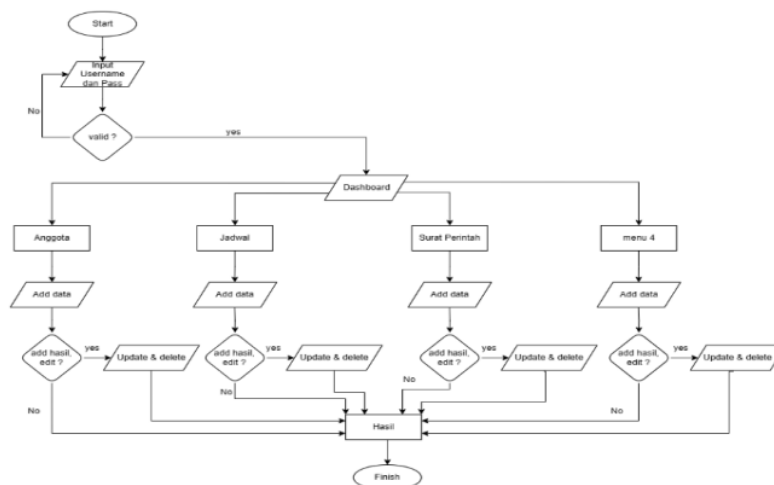 Start
Input
Username
dan Pass
No
valid ?
yes
Dashboard
Anggota
Jadwal
Surat Perintah
menu 4
Add data
Add data
Add data
Add data
add hasil,
edit ?
yes
Update & delete
add hasil,
edit ?
yes
Update & delete
add hasil,
edit ?
yes
Update & delete
add hasil,
edit ?
yes
Update & delete
No
No
No
No
Hasil
Finish